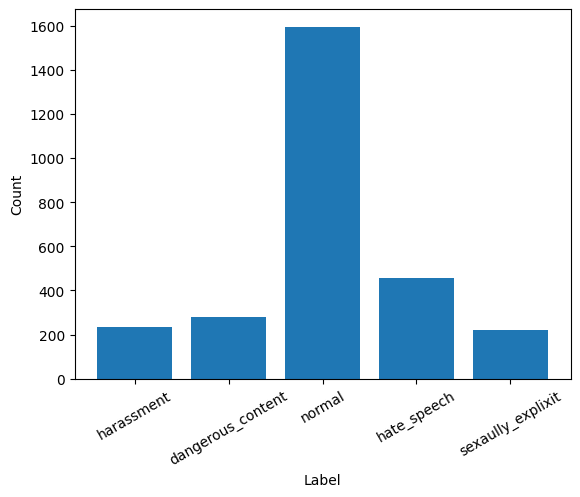 1600
1400
1200
1000
800
600
400
200
0
Count
harassment
dangerous_content
normal
hate_speech
sexaully_explixit
Label